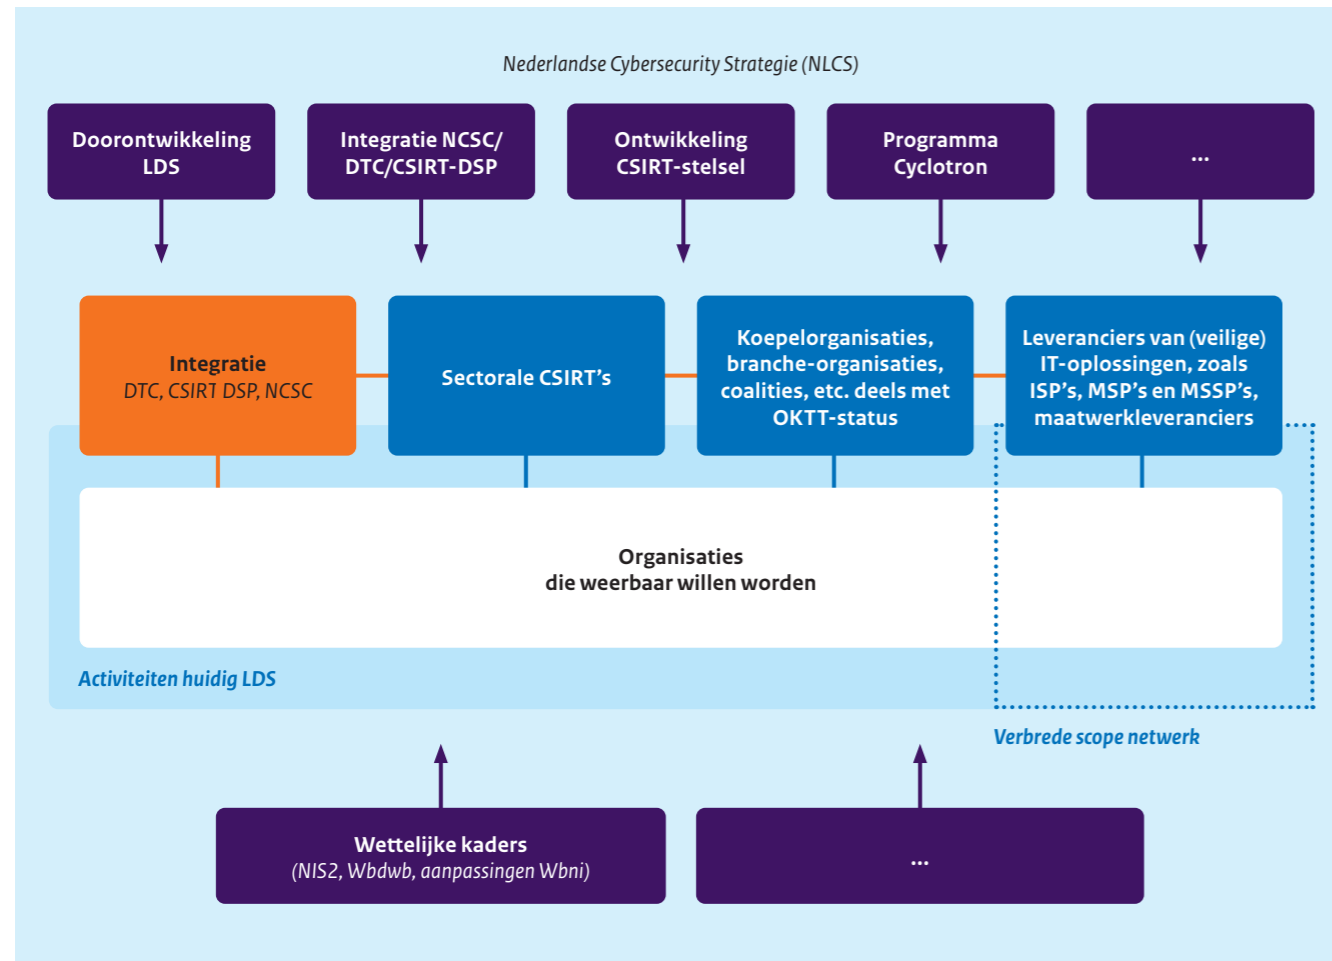 Nederlandse Cybersecurity Strategie (NLCS)
Doorontwikkeling
LDS
Integratie NCSC/
DTC/CSIRT-DSP
Ontwikkeling
CSIRT-stelsel
Programma
Cyclotron
...
Integratie
DTC, CSIRT DSP, NCSC
Sectorale CSIRT's
Koepelorganisaties,
branche-organisaties,
coalities, etc. deels met
OKTT-status
Leveranciers van (veilige)
IT-oplossingen, zoals
ISP's, MSP's en MSSP's,
maatwerkleveranciers
Organisaties
die weerbaar willen worden
Activiteiten huidig LDS
Verbrede scope netwerk
Wettelijke kaders
(NIS2, Wbdwb, aanpassingen Wbni)
...